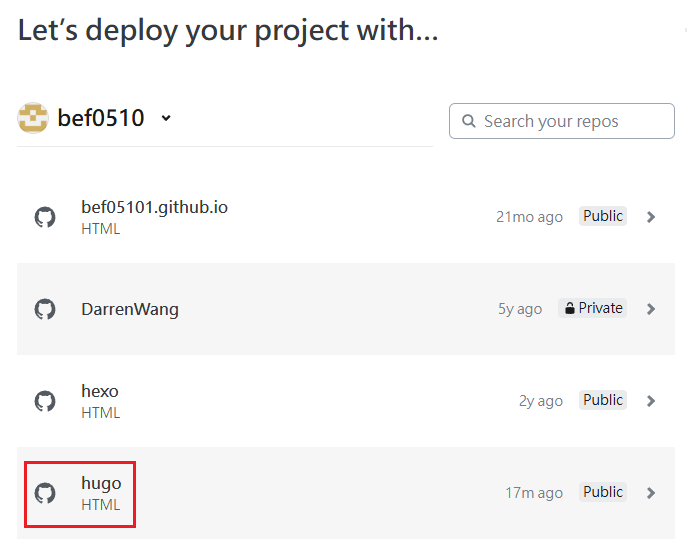 Let's deploy your project with...
bef0510
Search your repos
bef05101.github.io
HTML
21mo ago
Public
DarrenWang
5y ago
Private
hexo
HTML
2y ago
Public
hugo
HTML
17m ago
Public